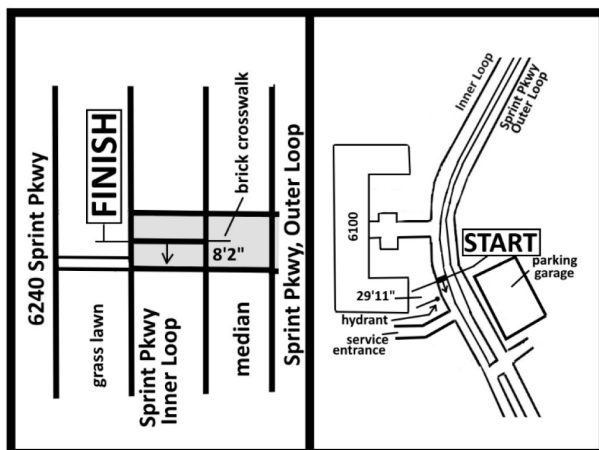 6240 Sprint Pkwy
FINISH
grass lawn
Sprint Pkwy
Inner Loop
8'2"
median
brick crosswalk
Sprint Pkwy, Outer Loop
Inner Loop
Sprint Pkwy
Outer Loop
6100
START
parking
garage
29'11"
hydrant
service
entrance